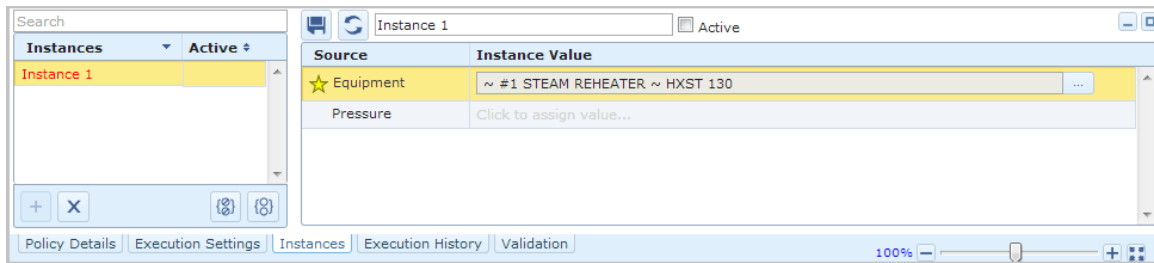 Search
Instances Active
Instance 1
Instance 1 Active
Source Instance Value
Equipment ~ #1 STEAM REHEATER ~ HXST 130 ...
Pressure Click to assign value...
Policy Details Execution Settings Instances Execution History Validation
100%